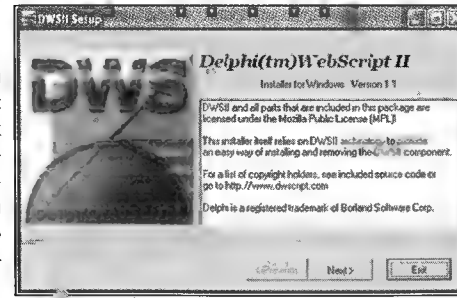 DWSII Setup
DWS
Delphi(tm)WebScript II
Installer for Windows Version 1.1
DWSII and all parts that are included in this package are
licensed under the Mozilla Public License (MPL)!
This installer itself relies on DWSII technology to provide
an easy way of installing and removing the DWSII component.
For a list of copyright holders, see included source code or
go to http://www.dwscript.com
Delphi is a registered trademark of Borland Software Corp.
Next >
Exit